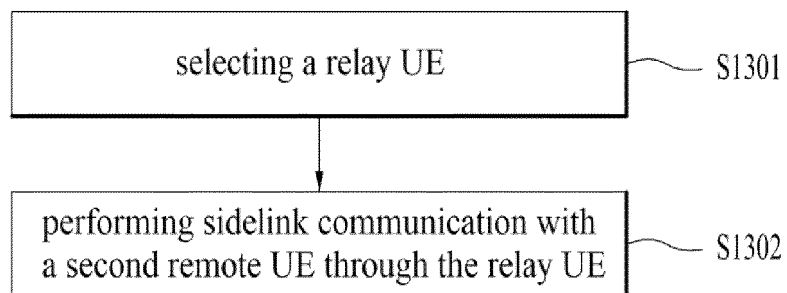 selecting a relay UE
S1301
performing sidelink communication with
a second remote UE through the relay UE
S1302